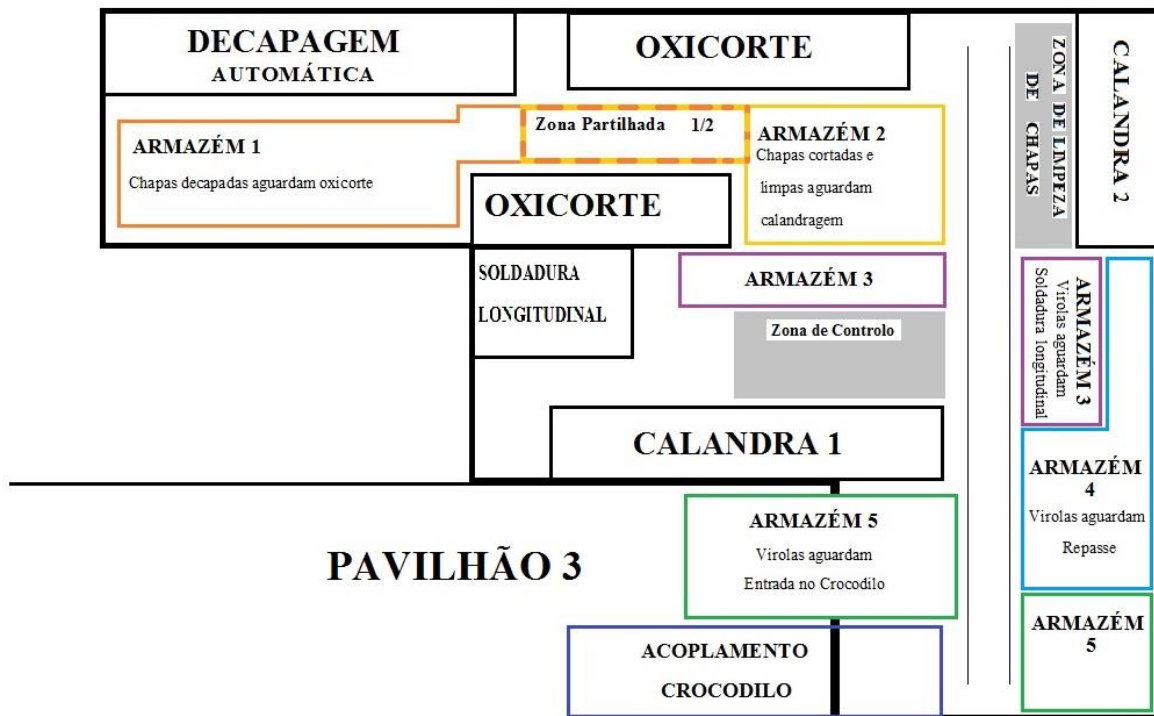 DECAPAGEM
AUTOMÁTICA
OXICORTE
ZONA DE LIMPEZA
DE CHAPAS
CALANDRA 2
ARMAZÉM 1
Chapas decapadas aguardam oxicorte
Zona Partilhada 1/2
ARMAZÉM 2
Chapas cortadas e
limpas aguardam
calandragem
OXICORTE
SOLDADURA
LONGITUDINAL
ARMAZÉM 3
Zona de Controlo
ARMAZÉM 3
Virolas aguardam
Soldadura longitudinal
CALANDRA 1
ARMAZÉM
4
Virolas aguardam
Repasse
PAVILHÃO 3
ARMAZÉM 5
Virolas aguardam
Entrada no Crocodilo
ARMAZÉM
5
ACOPLAMENTO
CROCODILO